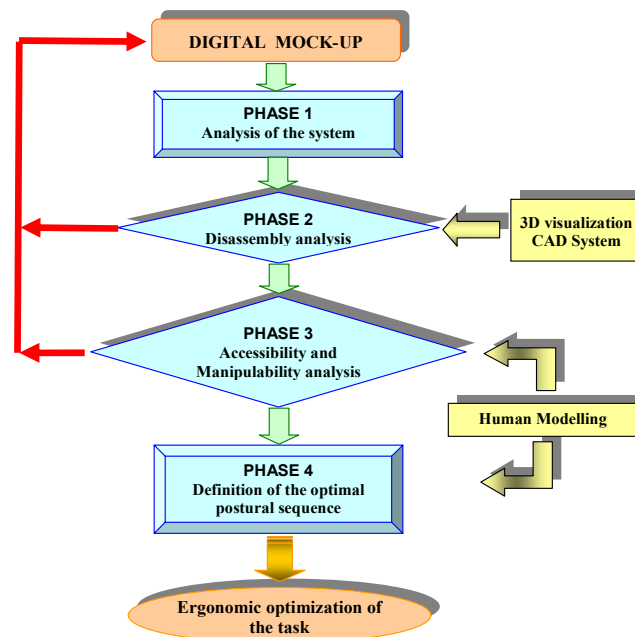 DIGITAL MOCK-UP
PHASE 1
Analysis of the system
PHASE 2
Disassembly analysis
3D visualization
CAD System
PHASE 3
Accessibility and
Manipulability analysis
Human Modelling
PHASE 4
Definition of the optimal
postural sequence
Ergonomic optimization of
the task